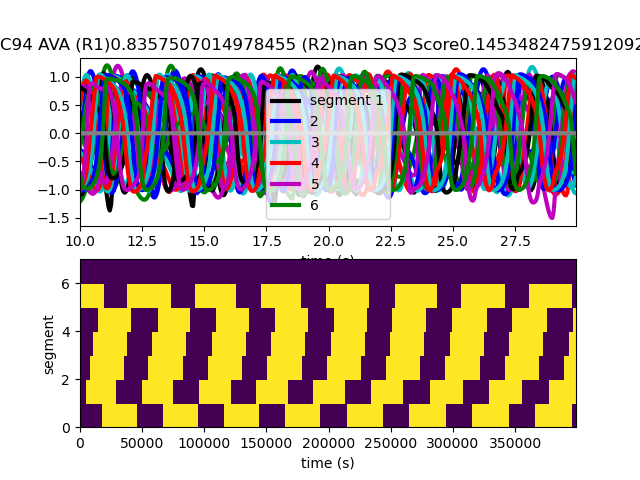 C94 AVA (R1)0.8357507014978455 (R2)nan SQ3 Score0.1453482475912092
1.0
0.5
0.0
−0.5
−1.0
−1.5
segment 1
2
3
4
5
6
10.0 12.5 15.0 17.5 20.0 22.5 25.0 27.5
time (s)
6
4
2
0
segment
0 50000 100000 150000 200000 250000 300000 350000
time (s)